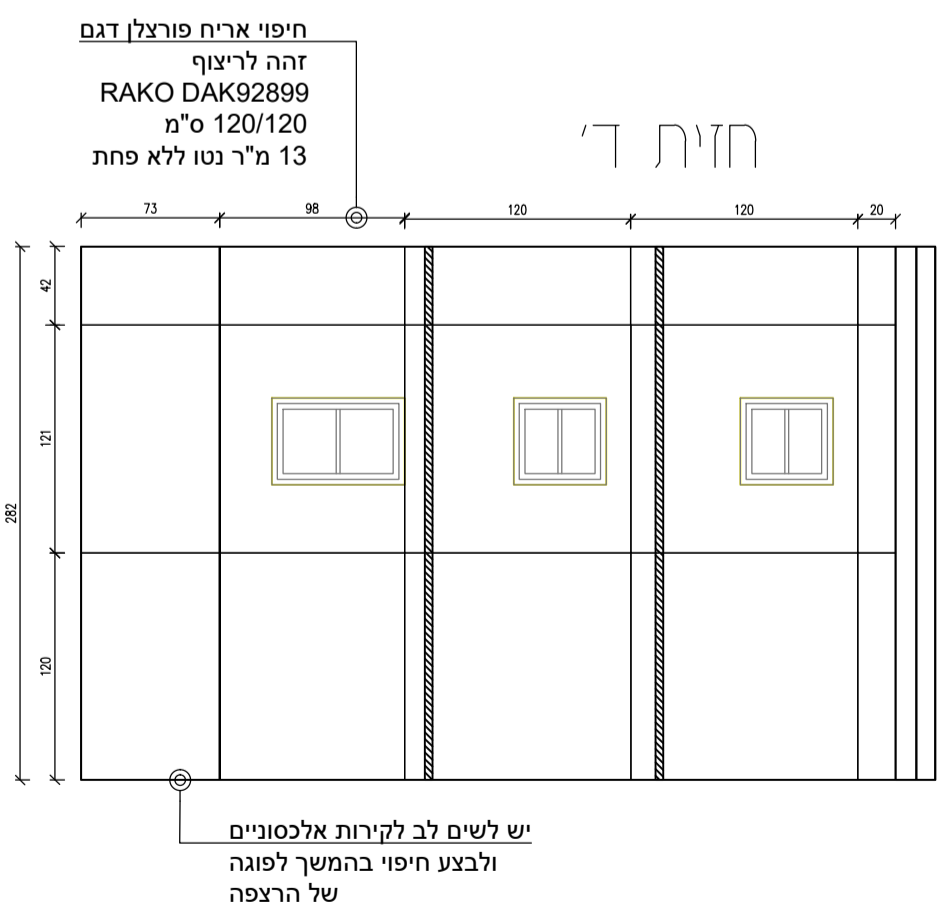 חיפוי אריח פורצלן דגם
זהה לריצוף
RAKO DAK92899
120/120 ס"מ
13 מ"ר נטו ללא פחת
חזית ד'
73 98 120 120 20
42
121
282
120
יש לשים לב לקירות אלכסוניים
ולבצע חיפוי בהמשך לפוגה
של הרצפה